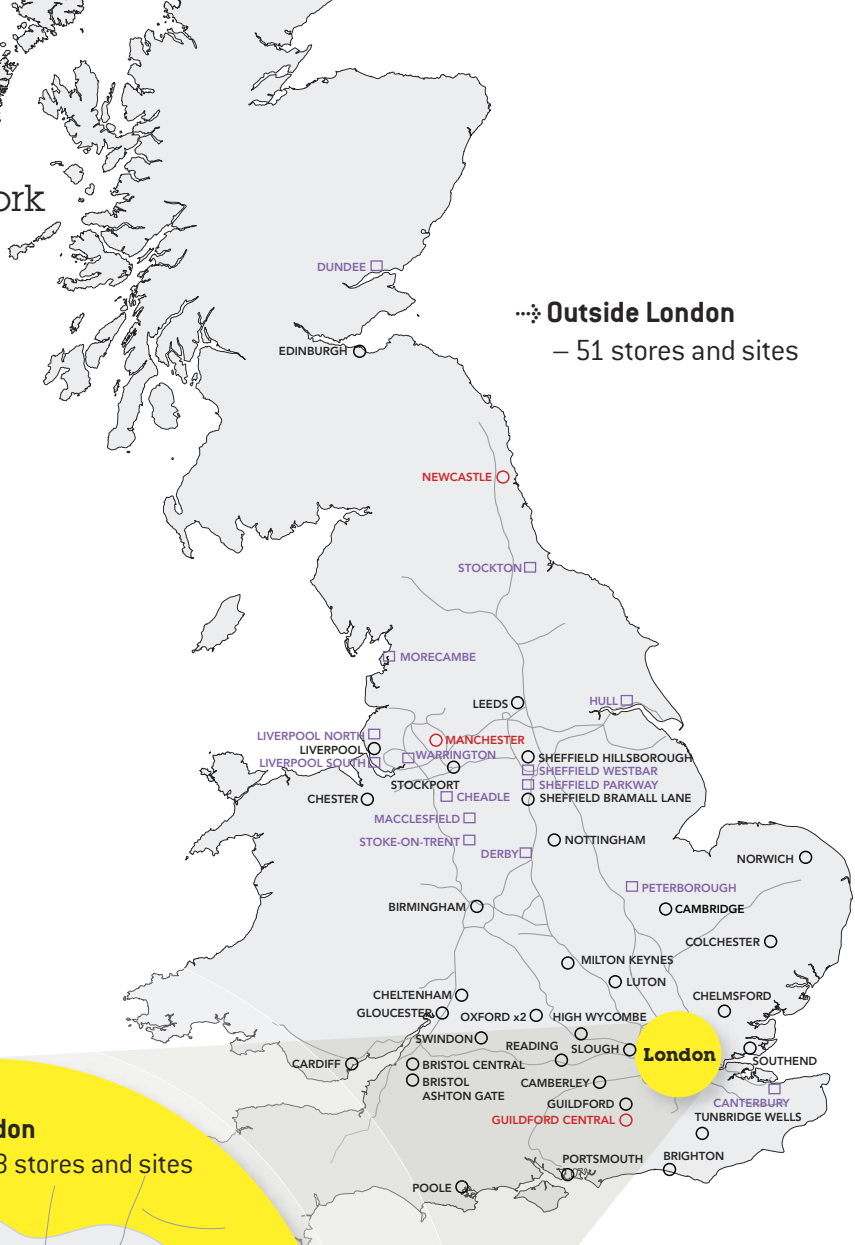 ork
DUNDEE
Outside London
– 51 stores and sites
EDINBURGH
NEWCASTLE
STOCKTON
MORECAMBE
LEEDS
HULL
LIVERPOOL NORTH
MANCHESTER
LIVERPOOL
WARRINGTON
SHEFFIELD HILLSBOROUGH
LIVERPOOL SOUTH
SHEFFIELD WESTBAR
STOCKPORT
SHEFFIELD PARKWAY
CHESTER
CHEADLE
SHEFFIELD BRAMALL LANE
MACCLESFIELD
STOKE-ON-TRENT
NOTTINGHAM
DERBY
NORWICH
PETERBOROUGH
BIRMINGHAM
CAMBRIDGE
COLCHESTER
MILTON KEYNES
LUTON
CHELTENHAM
CHELMSFORD
GLOUCESTER
OXFORD x2
HIGH WYCOMBE
SWINDON
READING
SLOUGH
London
SOUTHEND
CARDIFF
BRISTOL CENTRAL
BRISTOL
ASHTON GATE
CAMBERLEY
CANTERBURY
GUILDFORD
TUNBRIDGE WELLS
GUILDFORD CENTRAL
don
3 stores and sites
PORTSMOUTH
BRIGHTON
POOLE